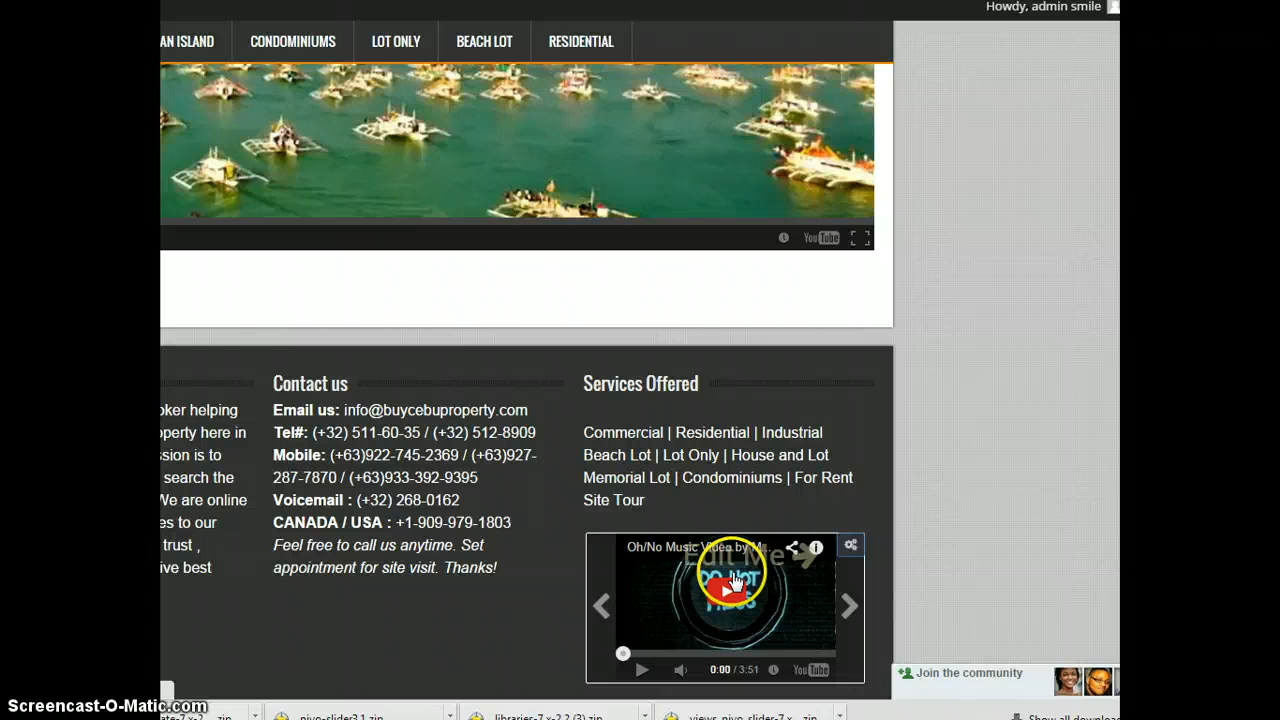 Howdy, admin smile
AN ISLAND CONDOMINIUMS LOT ONLY BEACH LOT RESIDENTIAL
YouTube
oker helping
operty here in
ssion is to
search the
We are online
es to our
trust ,
ive best
Contact us
Email us: info@buycebuproperty.com
Tel#: (+32) 511-60-35 / (+32) 512-8909
Mobile: (+63)922-745-2369 / (+63)927-
287-7870 / (+63)933-392-9395
Voicemail : (+32) 268-0162
CANADA / USA : +1-909-979-1803
Feel free to call us anytime. Set
appointment for site visit. Thanks!
Services Offered
Commercial | Residential | Industrial
Beach Lot | Lot Only | House and Lot
Memorial Lot | Condominiums | For Rent
Site Tour
Oh/No Music Video by M...
Edit Me
DO NOT
PRESS
0:00 / 3:51 YouTube
Join the community
nivo-slider3.1.zip libraries-7.x-2.2 (3).zip views_nivo_slider-7.x-....zip Show all downloads
Screencast-O-Matic.com